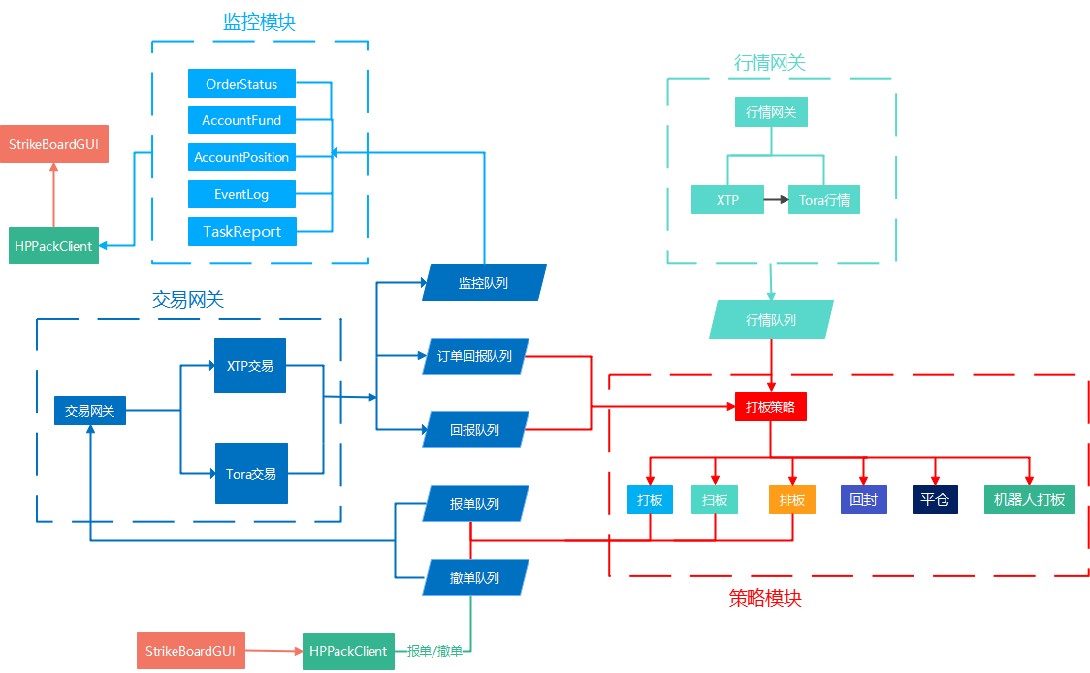 监控模块
OrderStatus
AccountFund
AccountPosition
EventLog
TaskReport
StrikeBoardGUI
HPPackClient
行情网关
行情网关
XTP
Tora行情
行情队列
交易网关
交易网关
XTP交易
Tora交易
监控队列
订单回报队列
回报队列
报单队列
撤单队列
打板策略
打板
扫板
排板
回封
平仓
机器人打板
策略模块
StrikeBoardGUI
HPPackClient
报单/撤单